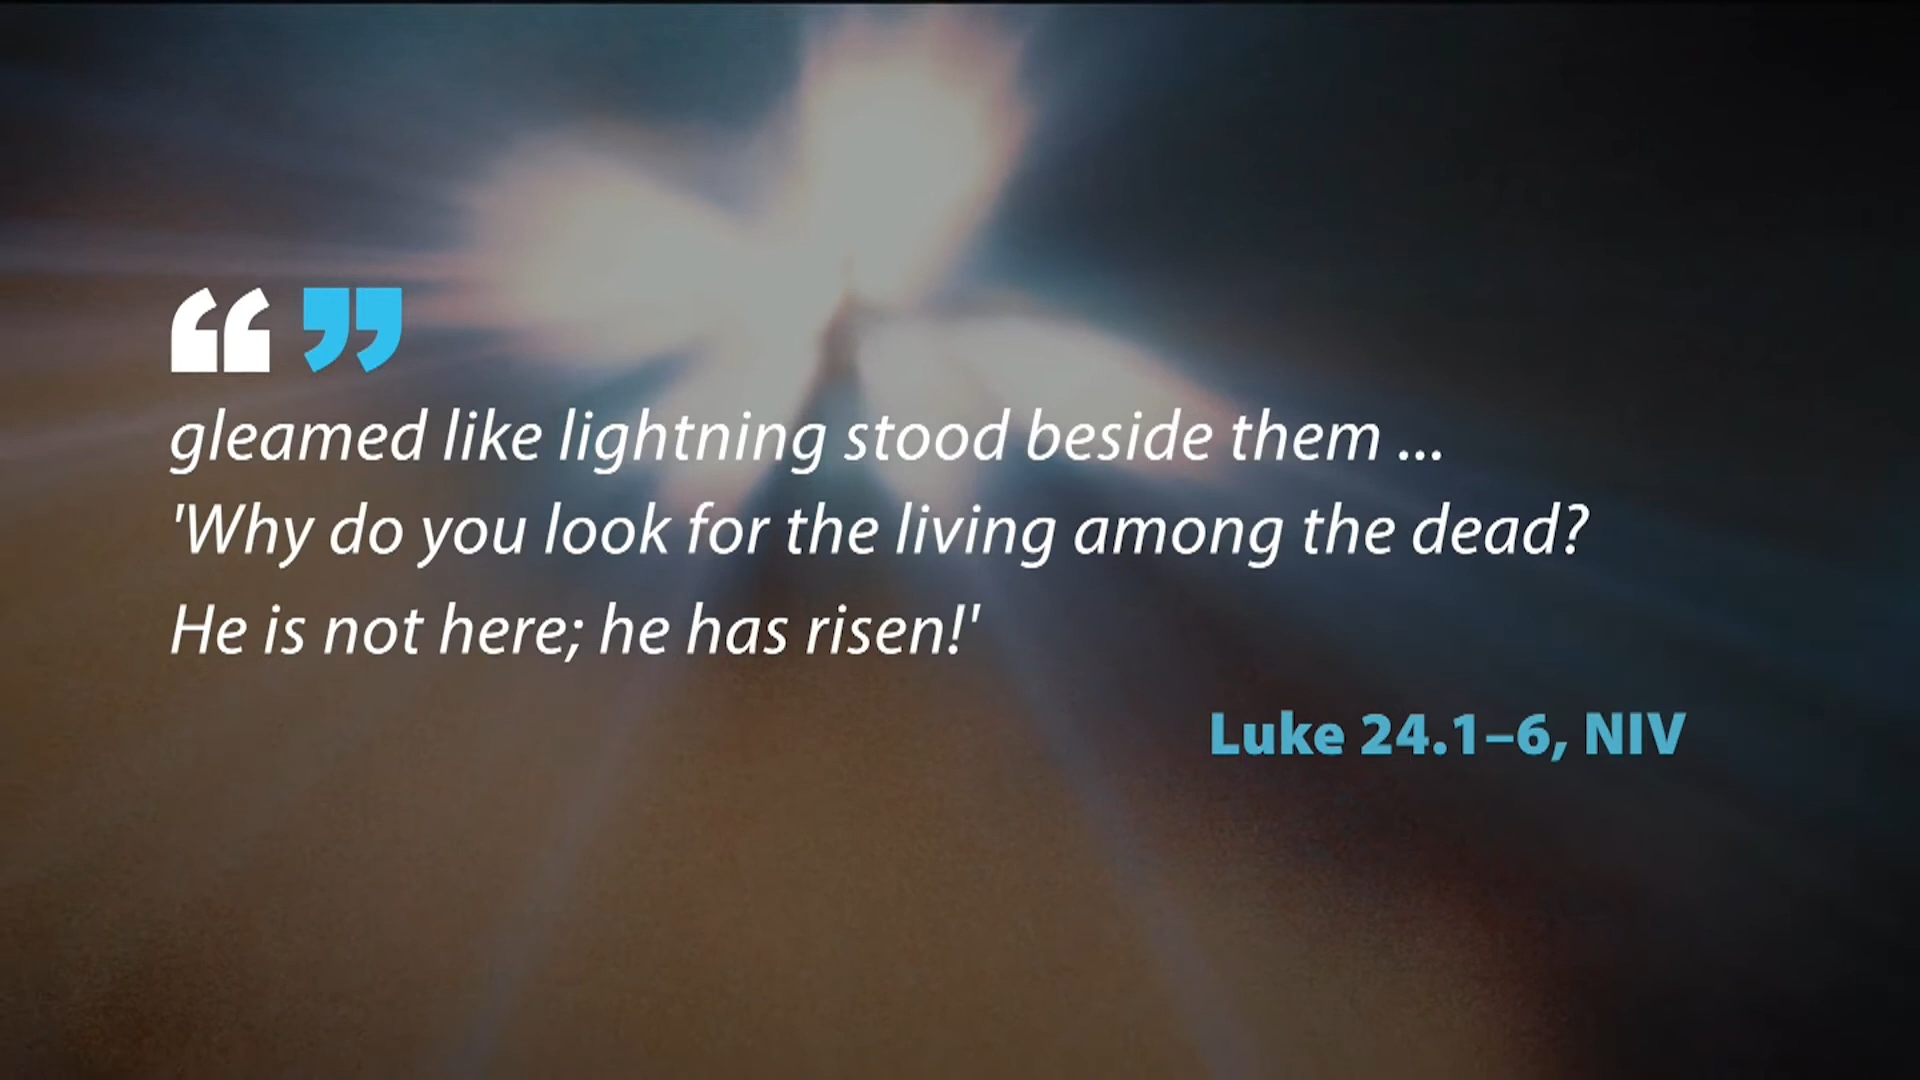 “ ”
gleamed like lightning stood beside them ...
'Why do you look for the living among the dead?
He is not here; he has risen!'
Luke 24.1–6, NIV